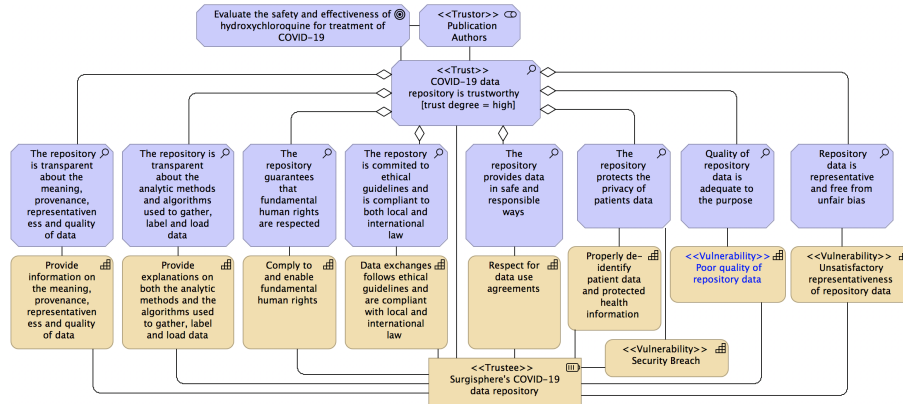 Evaluate the safety and effectiveness of
hydroxychloroquine for treatment of
COVID-19
<<Trustor>>
Publication
Authors
<<Trust>>
COVID-19 data
repository is trustworthy
[trust degree = high]
The repository
is transparent
about the
meaning,
provenance,
representativen
ess and quality
of data
The repository is
transparent
about the
analytic methods
and algorithms
used to gather,
label and load
data
The
repository
guarantees
that
fundamental
human rights
are respected
The repostory
is commited to
ethical
guidelines and
is compliant to
both local and
international
law
The
repository
provides data
in safe and
responsible
ways
The
repository
protects the
privacy of
patients data
Quality of
repository
data is
adequate to
the purpose
Repository
data is
representative
and free from
unfair bias
Provide
information on
the meaning,
provenance,
representativen
ess and quality
of data
Provide
explanations on
both the analytic
methods and the
algorithms used
to gather, label
and load data
Comply to
and enable
fundamental
human rights
Data exchanges
follows ethical
guidelines and
are compliant
with local and
international
law
Respect for
data use
agreements
Properly de-
identify
patient data
and protected
health
information
<<Vulnerability>>
Poor quality of
repository data
<<Vulnerability>>
Unsatisfactory
representativeness
of repository data
<<Vulnerability>>
Security Breach
<<Trustee>>
Surgisphere's COVID-19
data repository